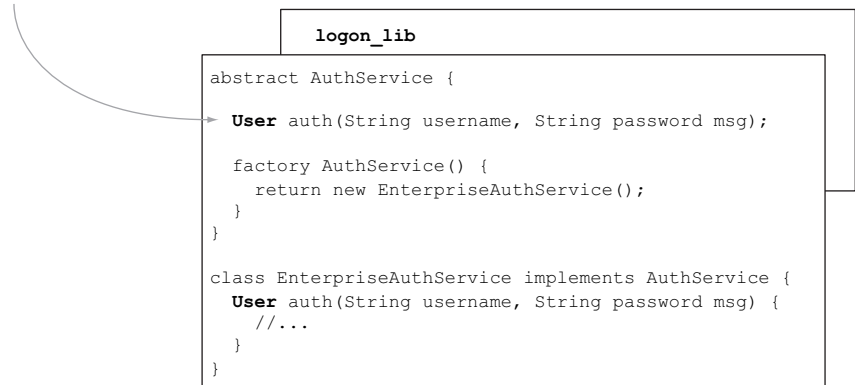 logon_lib
abstract AuthService {
User auth(String username, String password msg);
factory AuthService() {
return new EnterpriseAuthService();
}
}
class EnterpriseAuthService implements AuthService {
User auth(String username, String password msg) {
//...
}
}